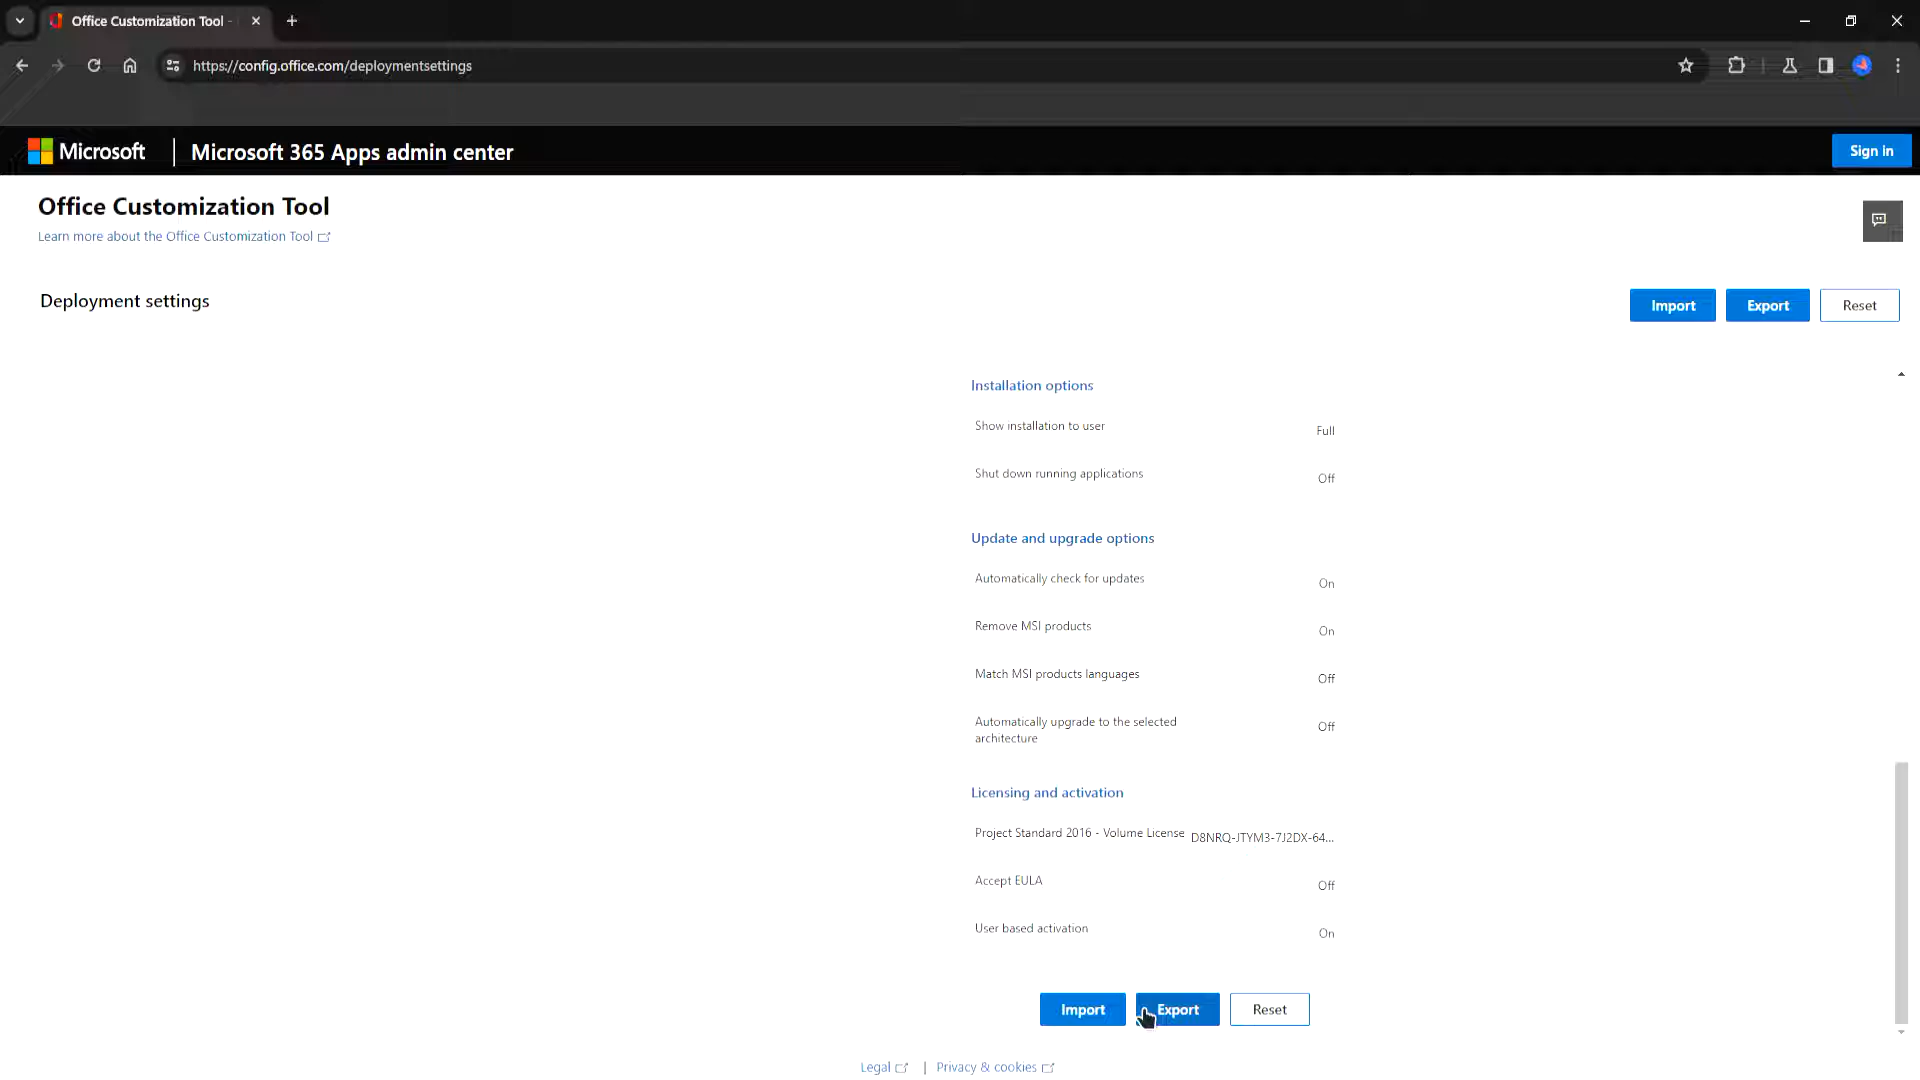 Office Customization Tool -
https://config.office.com/deploymentsettings
Microsoft | Microsoft 365 Apps admin center
Sign in
Office Customization Tool
Learn more about the Office Customization Tool
Deployment settings
Import
Export
Reset
Installation options
Show installation to user
Full
Shut down running applications
Off
Update and upgrade options
Automatically check for updates
On
Remove MSI products
On
Match MSI products languages
Off
Automatically upgrade to the selected
architecture
Off
Licensing and activation
Project Standard 2016 - Volume License
D8NRQ-JTYM3-7J2DX-64...
Accept EULA
Off
User based activation
On
Import
Export
Reset
Legal | Privacy & cookies